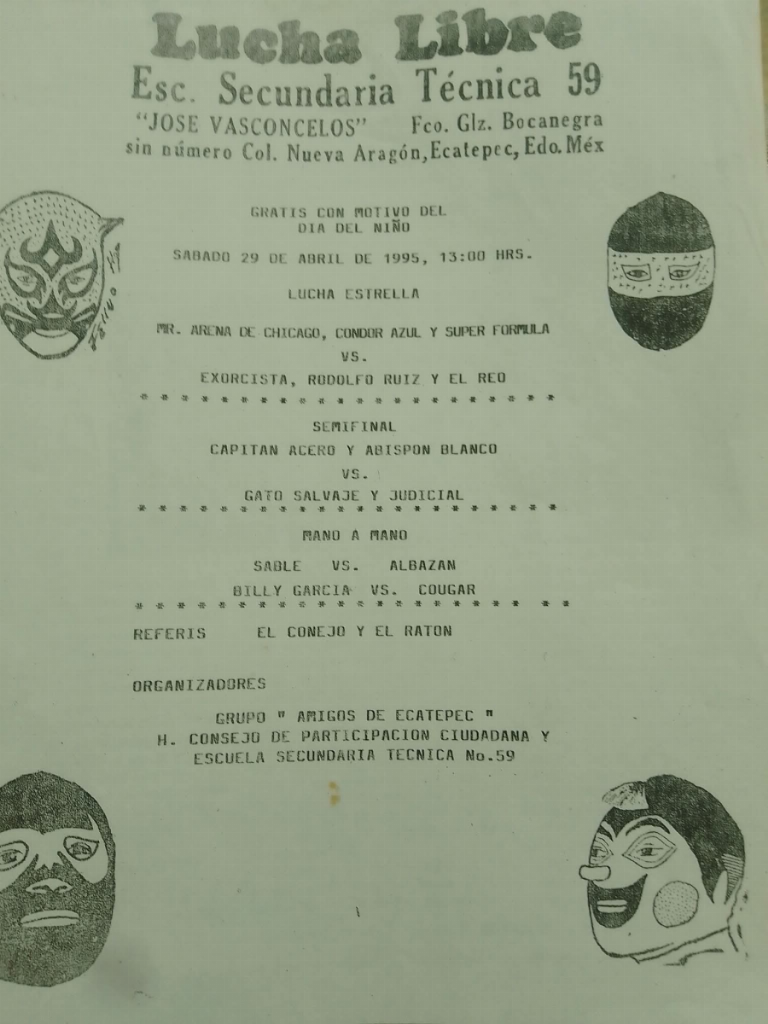 Lucha Libre
Esc. Secundaria Técnica 59
"JOSE VASCONCELOS" Fco. Glz. Bocanegra
sin número Col. Nueva Aragón, Ecatepec, Edo. Méx
GRATIS CON MOTIVO DEL
DIA DEL NIÑO
SABADO 29 DE ABRIL DE 1995, 13:00 HRS.
LUCHA ESTRELLA
MR. ARENA DE CHICAGO, CONDOR AZUL Y SUPER FORMULA
VS.
EXORCISTA, RODOLFO RUIZ Y EL REO
* * * * * * * * * * * * * * * * * * * * * *
SEMIFINAL
CAPITAN ACERO Y ABISPON BLANCO
VS.
GATO SALVAJE Y JUDICIAL
* * * * * * * * * * * * * * * * * * * * *
MANO A MANO
SABLE VS. ALBAZAN
BILLY GARCIA VS. COUGAR
* * * * * * * * * * * * * * * * * * * * * *
REFERIS EL CONEJO Y EL RATON
ORGANIZADORES
GRUPO " AMIGOS DE ECATEPEC "
H. CONSEJO DE PARTICIPACION CIUDADANA Y
ESCUELA SECUNDARIA TECNICA No.59